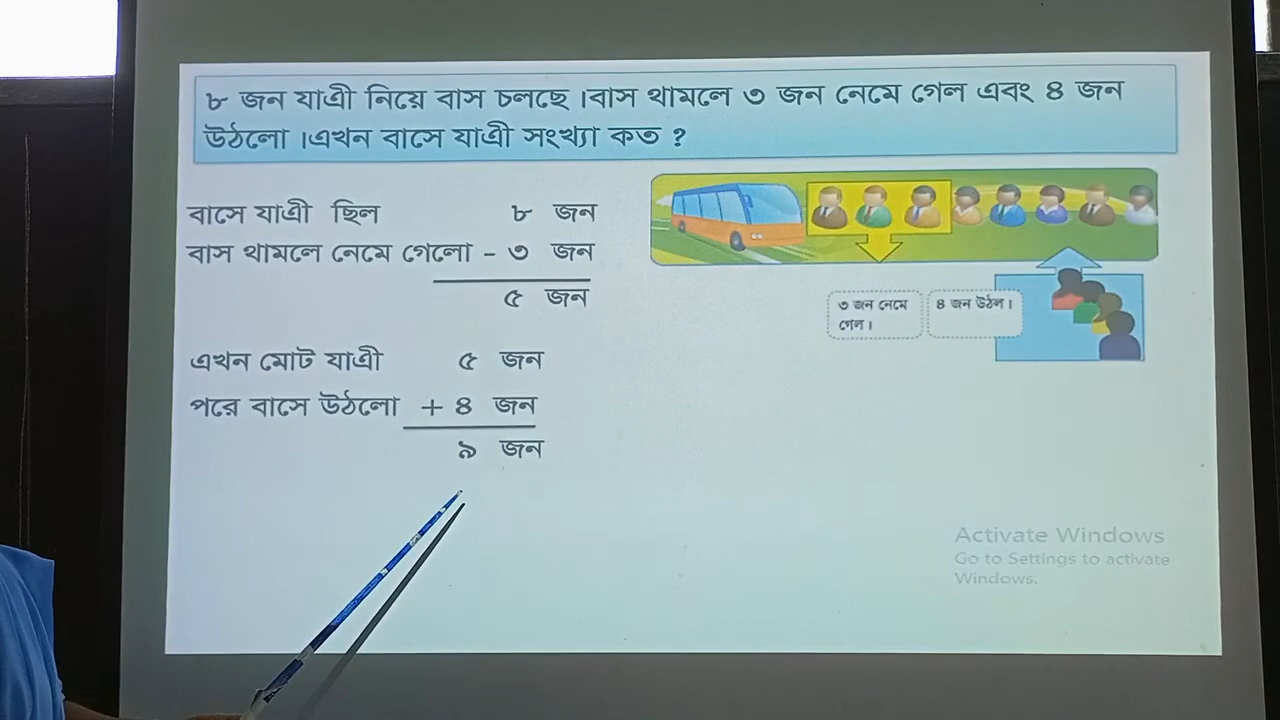 ৮ জন যাত্রী নিয়ে বাস চলছে ।বাস থামলে ৩ জন নেমে গেল এবং ৪ জন
উঠলো ।এখন বাসে যাত্রী সংখ্যা কত ?
বাসে যাত্রী ছিল ৮ জন
বাস থামলে নেমে গেলো - ৩ জন
৫ জন
৩ জন নেমে
গেল।
৪ জন উঠল।
এখন মোট যাত্রী ৫ জন
পরে বাসে উঠলো + ৪ জন
৯ জন
Activate Windows
Go to Settings to activate
Windows.